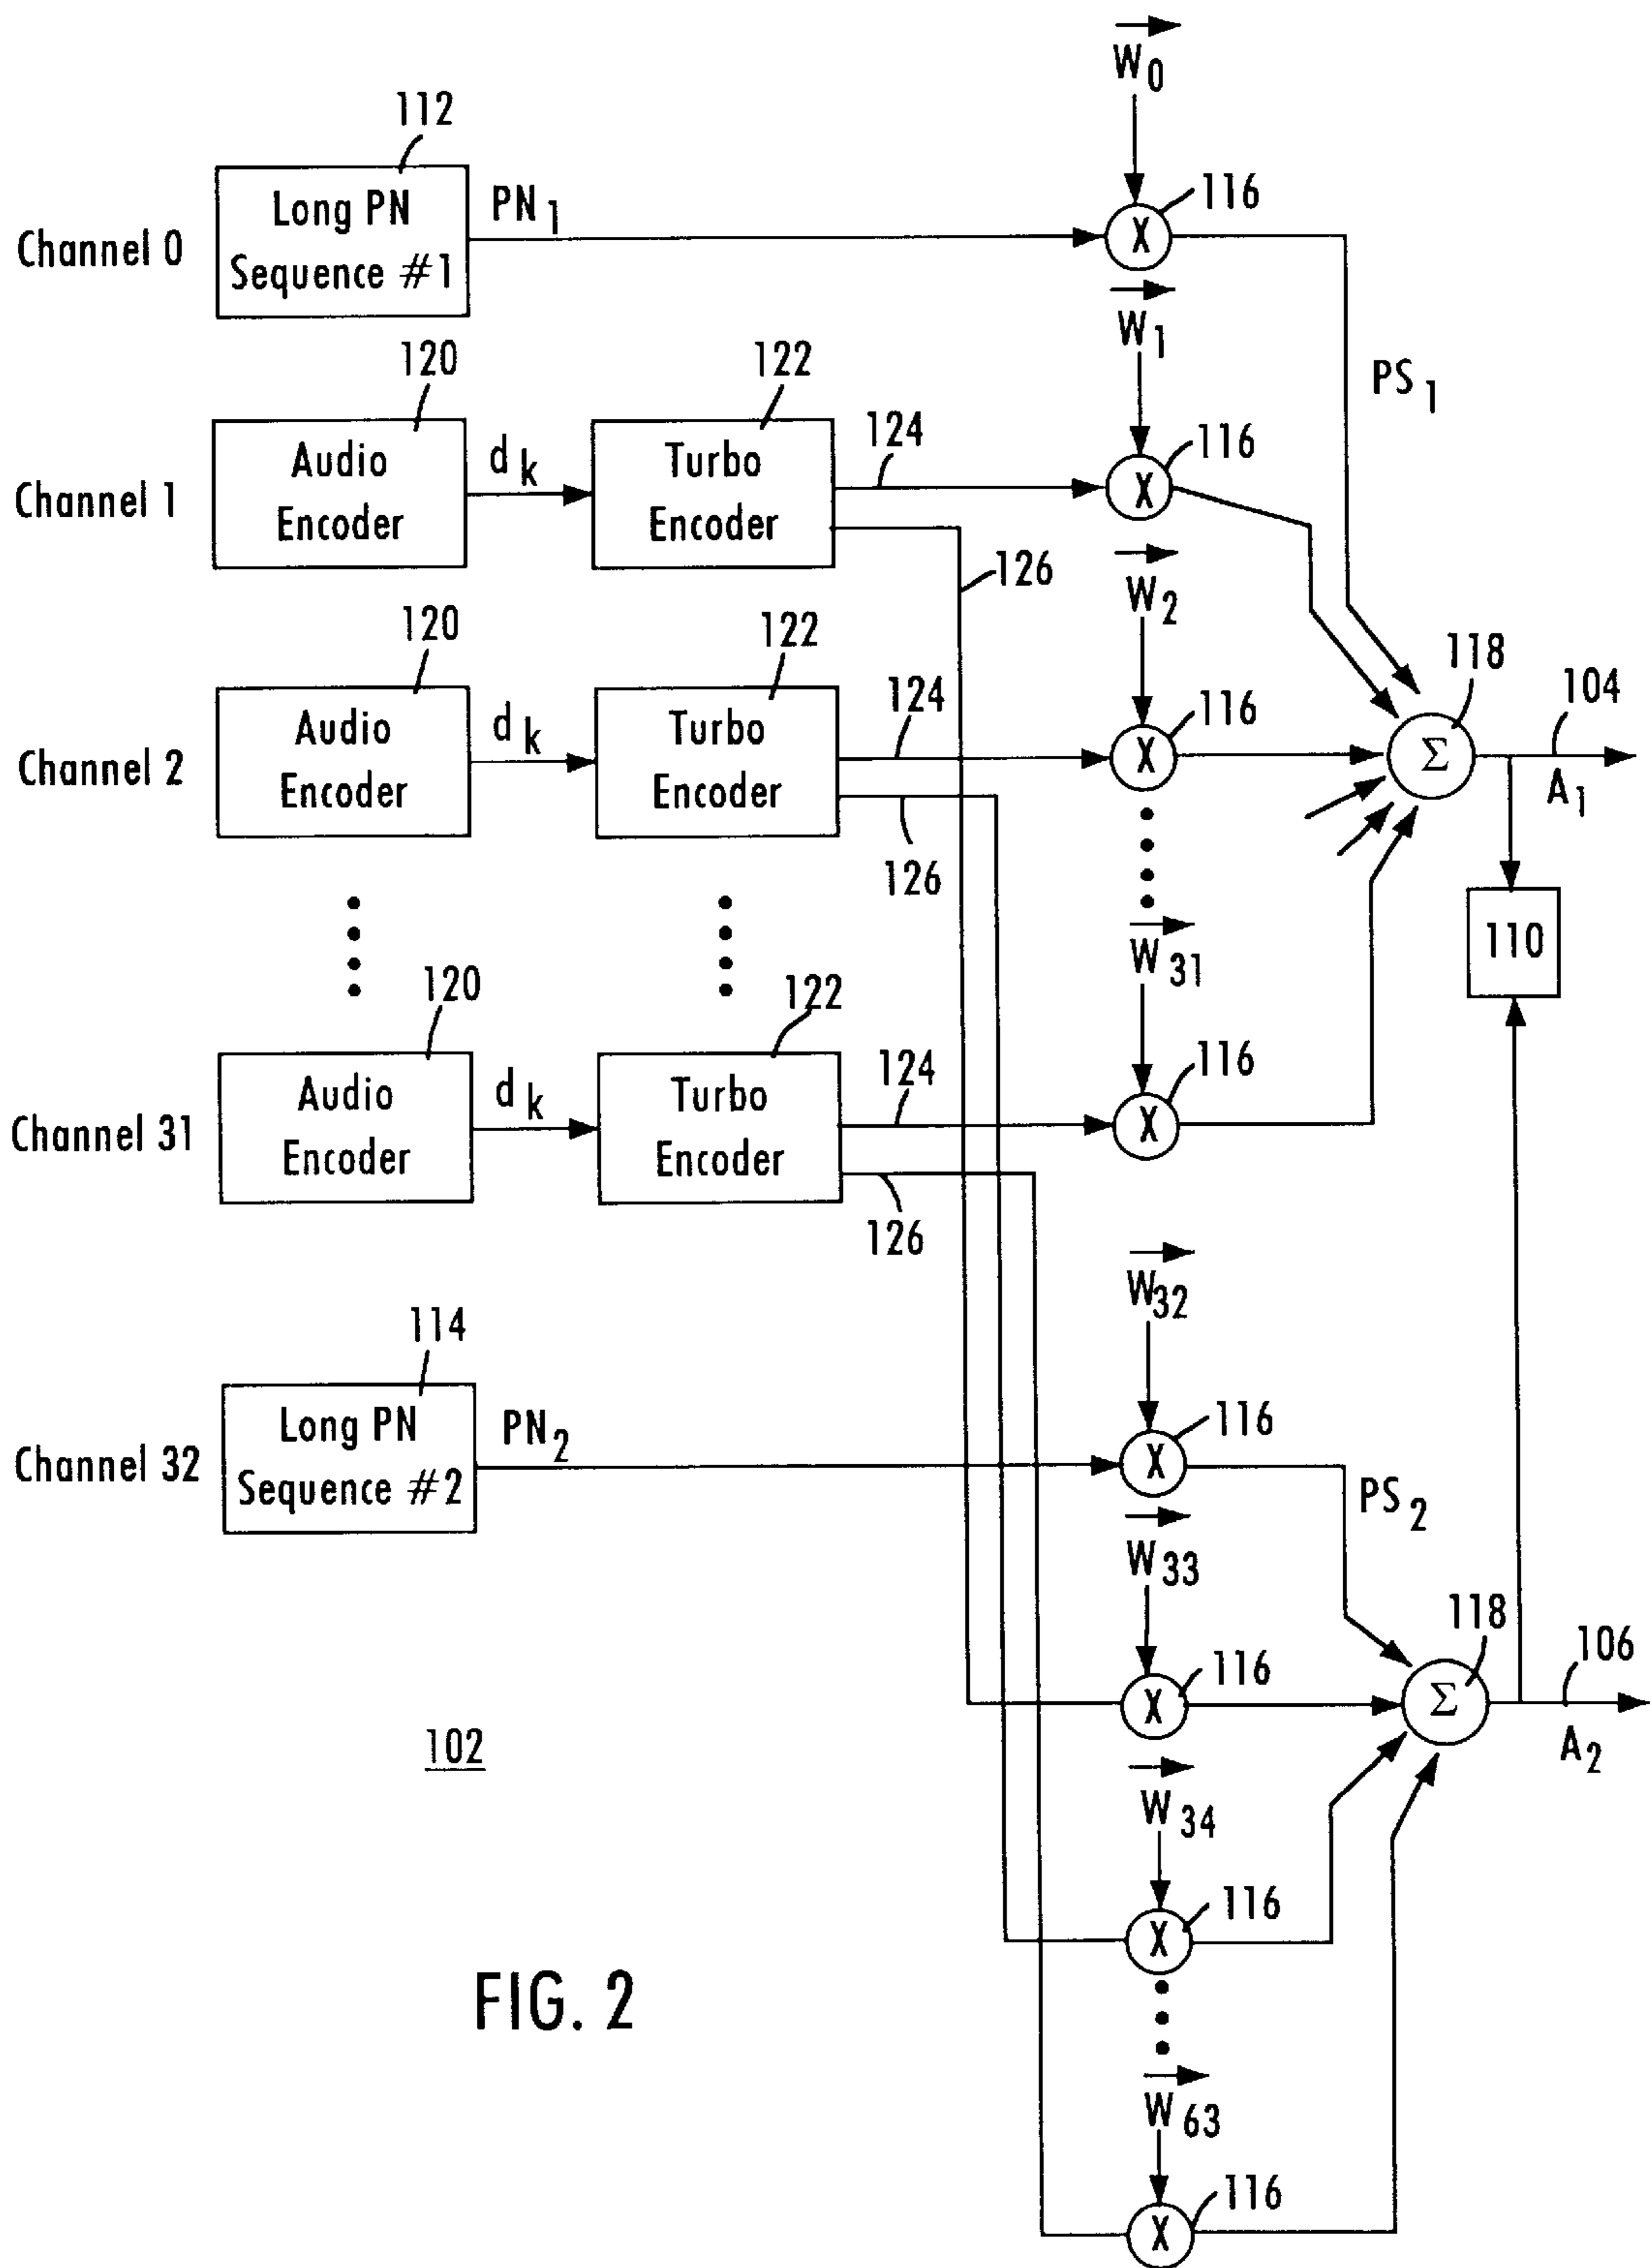 W0
112
Long PN
Sequence #1
PN1
116
X
Channel 0
W1
PS1
120
122
Audio
Encoder
dk
Turbo
Encoder
124
116
X
Channel 1
126
W2
120
122
118
104
Audio
Encoder
dk
Turbo
Encoder
124
116
X
Σ
A1
Channel 2
126
110
W31
120
122
Audio
Encoder
dk
Turbo
Encoder
124
116
X
Channel 31
126
W32
114
Long PN
Sequence #2
PN2
116
X
Channel 32
PS2
W33
118
106
116
X
Σ
A2
102
W34
116
X
FIG. 2
W63
116
X